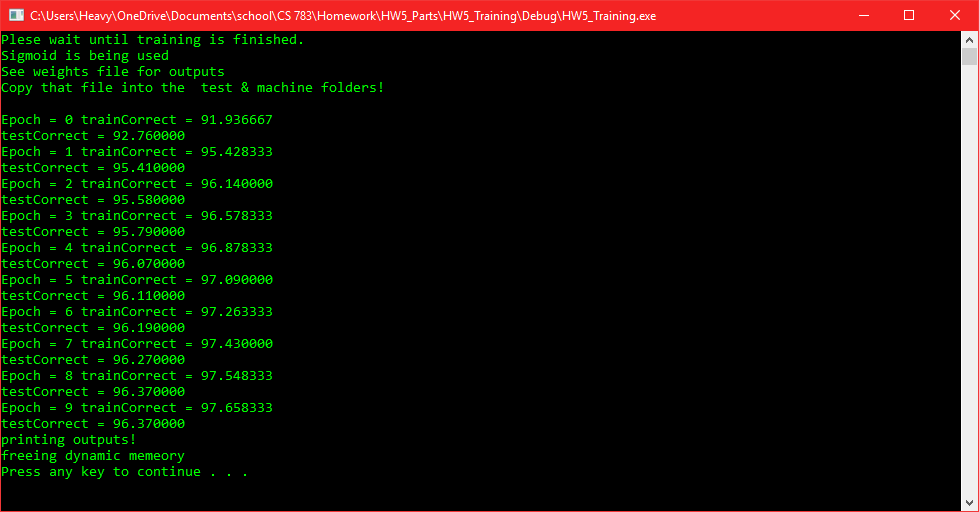 C:\Users\Heavy\OneDrive\Documents\school\CS 783\Homework\HW5_Parts\HW5_Training\Debug\HW5_Training.exe
Plese wait until training is finished.
Sigmoid is being used
See weights file for outputs
Copy that file into the  test & machine folders!

Epoch = 0 trainCorrect = 91.936667
testCorrect = 92.760000
Epoch = 1 trainCorrect = 95.428333
testCorrect = 95.410000
Epoch = 2 trainCorrect = 96.140000
testCorrect = 95.580000
Epoch = 3 trainCorrect = 96.578333
testCorrect = 95.790000
Epoch = 4 trainCorrect = 96.878333
testCorrect = 96.070000
Epoch = 5 trainCorrect = 97.090000
testCorrect = 96.110000
Epoch = 6 trainCorrect = 97.263333
testCorrect = 96.190000
Epoch = 7 trainCorrect = 97.430000
testCorrect = 96.270000
Epoch = 8 trainCorrect = 97.548333
testCorrect = 96.370000
Epoch = 9 trainCorrect = 97.658333
testCorrect = 96.370000
printing outputs!
freeing dynamic memeory
Press any key to continue . . .